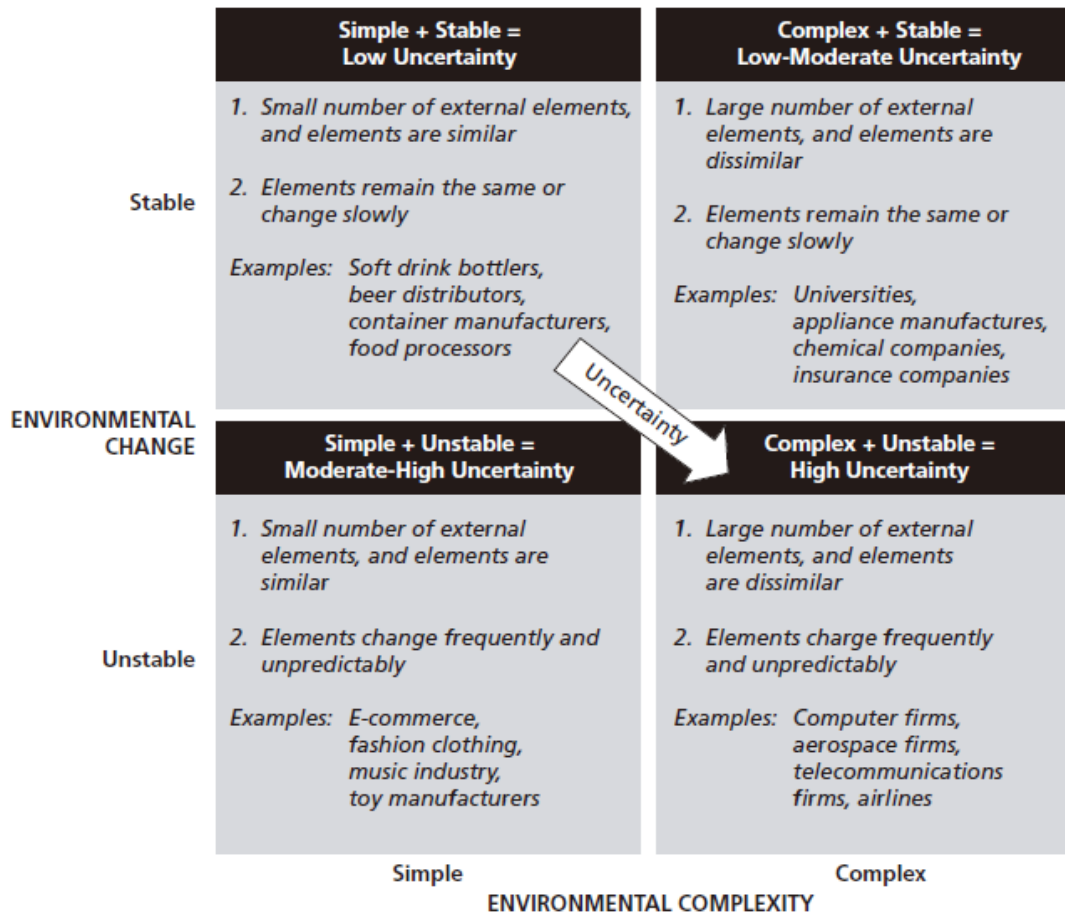 Simple + Stable =
Low Uncertainty
1. Small number of external elements,
and elements are similar
2. Elements remain the same or
change slowly
Examples: Soft drink bottlers,
beer distributors,
container manufacturers,
food processors
Complex + Stable =
Low-Moderate Uncertainty
1. Large number of external
elements, and elements are
dissimilar
2. Elements remain the same or
change slowly
Examples: Universities,
appliance manufactures,
chemical companies,
insurance companies
Stable
Uncertainty
ENVIRONMENTAL
CHANGE
Simple + Unstable =
Moderate-High Uncertainty
1. Small number of external
elements, and elements are
similar
2. Elements change frequently and
unpredictably
Examples: E-commerce,
fashion clothing,
music industry,
toy manufacturers
Complex + Unstable =
High Uncertainty
1. Large number of external
elements, and elements
are dissimilar
2. Elements charge frequently
and unpredictably
Examples: Computer firms,
aerospace firms,
telecommunications
firms, airlines
Unstable
Simple
Complex
ENVIRONMENTAL COMPLEXITY